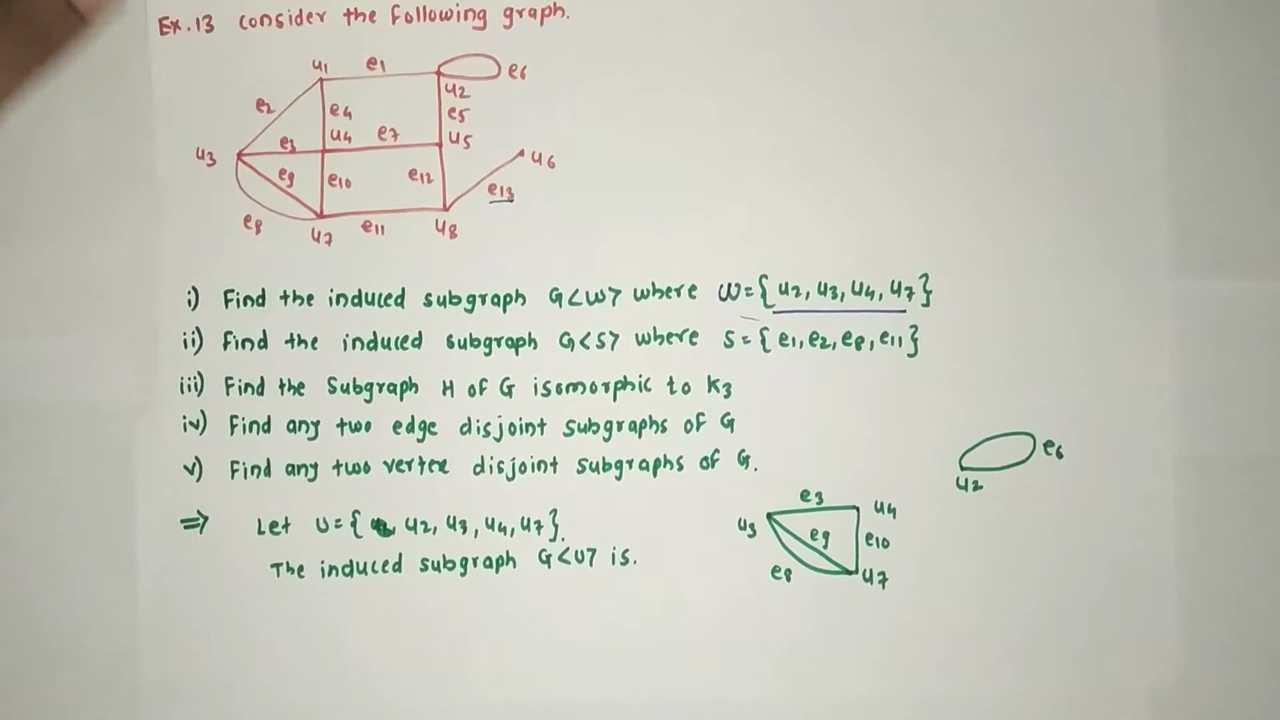 Ex.13 consider the following graph.
u1 e1 e6
u2
e2 e4 e5
u4 e7 u5
u3 e3 u6
e9 e10 e12 e13
e8 u7 e11 u8
i) Find the induced subgraph G<W> where W={u2, u3, u4, u7}
ii) Find the induced subgraph G<S> where S={e1, e2, e8, e11}
iii) Find the Subgraph H of G isomorphic to K3
iv) Find any two edge disjoint subgraphs of G
v) Find any two vertex disjoint subgraphs of G.
e6
u2
⇒ Let U={ u2, u3, u4, u7}.
The induced subgraph G<U> is.
e3 u4
u3 e9 e10
e8 u7